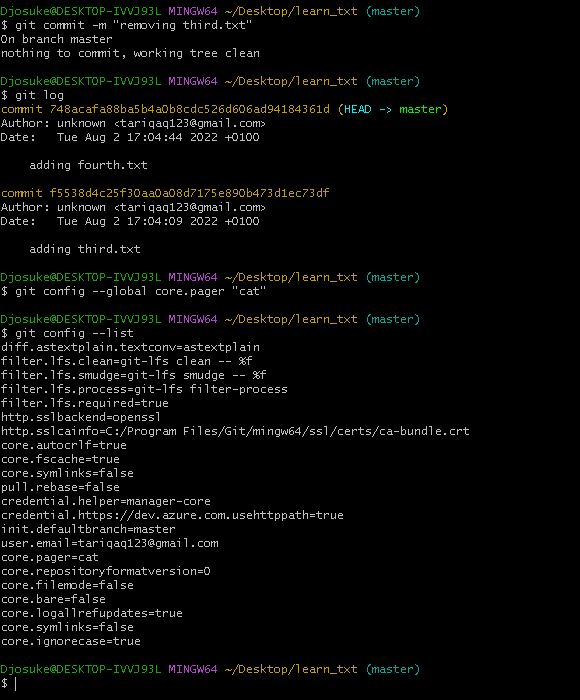 Djosuke@DESKTOP-IVVJ93L MINGW64 ~/Desktop/learn_txt (master)
$ git commit -m "removing third.txt"
On branch master
nothing to commit, working tree clean

Djosuke@DESKTOP-IVVJ93L MINGW64 ~/Desktop/learn_txt (master)
$ git log
commit 748acafa88ba5b4a0b8cdc526d606ad94184361d (HEAD -> master)
Author: unknown <tariqaq123@gmail.com>
Date:   Tue Aug 2 17:04:44 2022 +0100

    adding fourth.txt

commit f5538d4c25f30aa0a08d7175e890b473d1ec73df
Author: unknown <tariqaq123@gmail.com>
Date:   Tue Aug 2 17:04:09 2022 +0100

    adding third.txt

Djosuke@DESKTOP-IVVJ93L MINGW64 ~/Desktop/learn_txt (master)
$ git config --global core.pager "cat"

Djosuke@DESKTOP-IVVJ93L MINGW64 ~/Desktop/learn_txt (master)
$ git config --list
diff.astextplain.textconv=astextplain
filter.lfs.clean=git-lfs clean -- %f
filter.lfs.smudge=git-lfs smudge -- %f
filter.lfs.process=git-lfs filter-process
filter.lfs.required=true
http.sslbackend=openssl
http.sslcainfo=C:/Program Files/Git/mingw64/ssl/certs/ca-bundle.crt
core.autocrlf=true
core.fscache=true
core.symlinks=false
pull.rebase=false
credential.helper=manager-core
credential.https://dev.azure.com.usehttppath=true
init.defaultbranch=master
user.email=tariqaq123@gmail.com
core.pager=cat
core.repositoryformatversion=0
core.filemode=false
core.bare=false
core.logallrefupdates=true
core.symlinks=false
core.ignorecase=true

Djosuke@DESKTOP-IVVJ93L MINGW64 ~/Desktop/learn_txt (master)
$